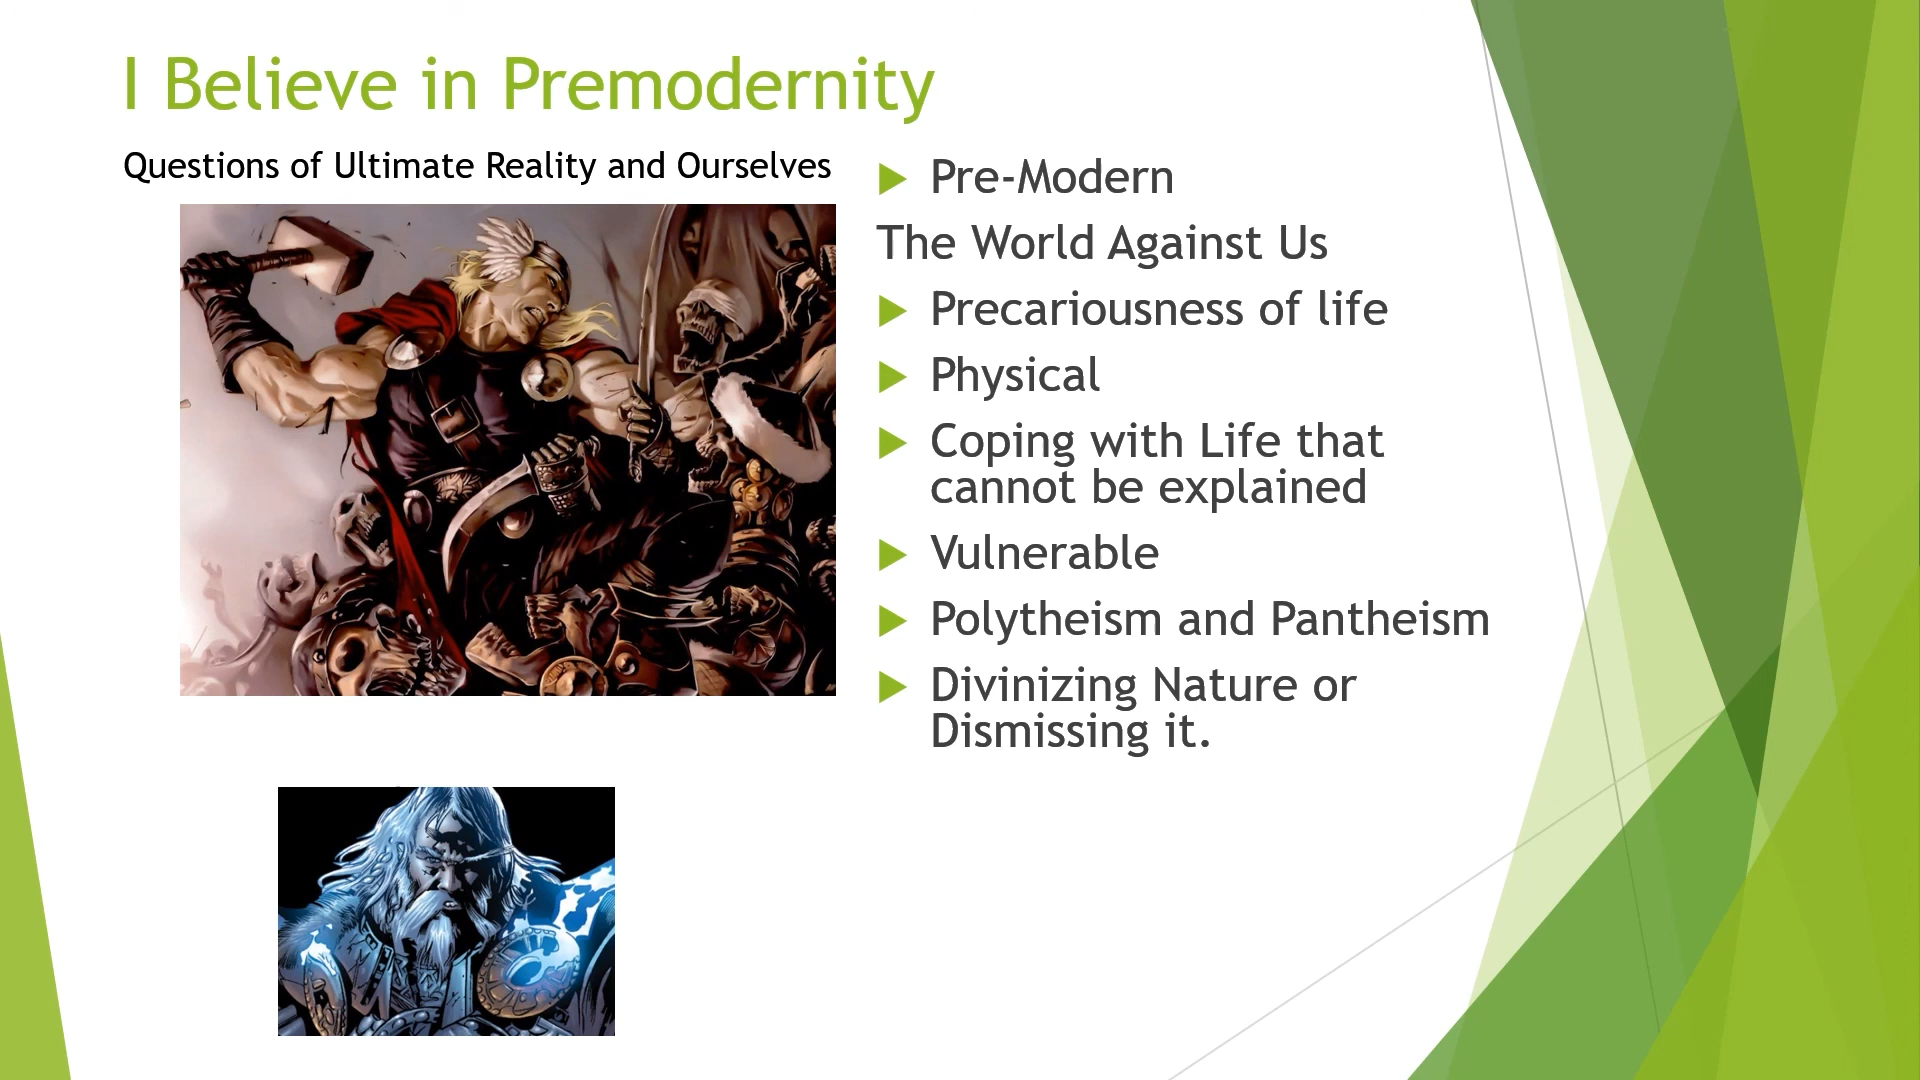 I Believe in Premodernity
Questions of Ultimate Reality and Ourselves
Pre-Modern
The World Against Us
Precariousness of life
Physical
Coping with Life that
cannot be explained
Vulnerable
Polytheism and Pantheism
Divinizing Nature or
Dismissing it.